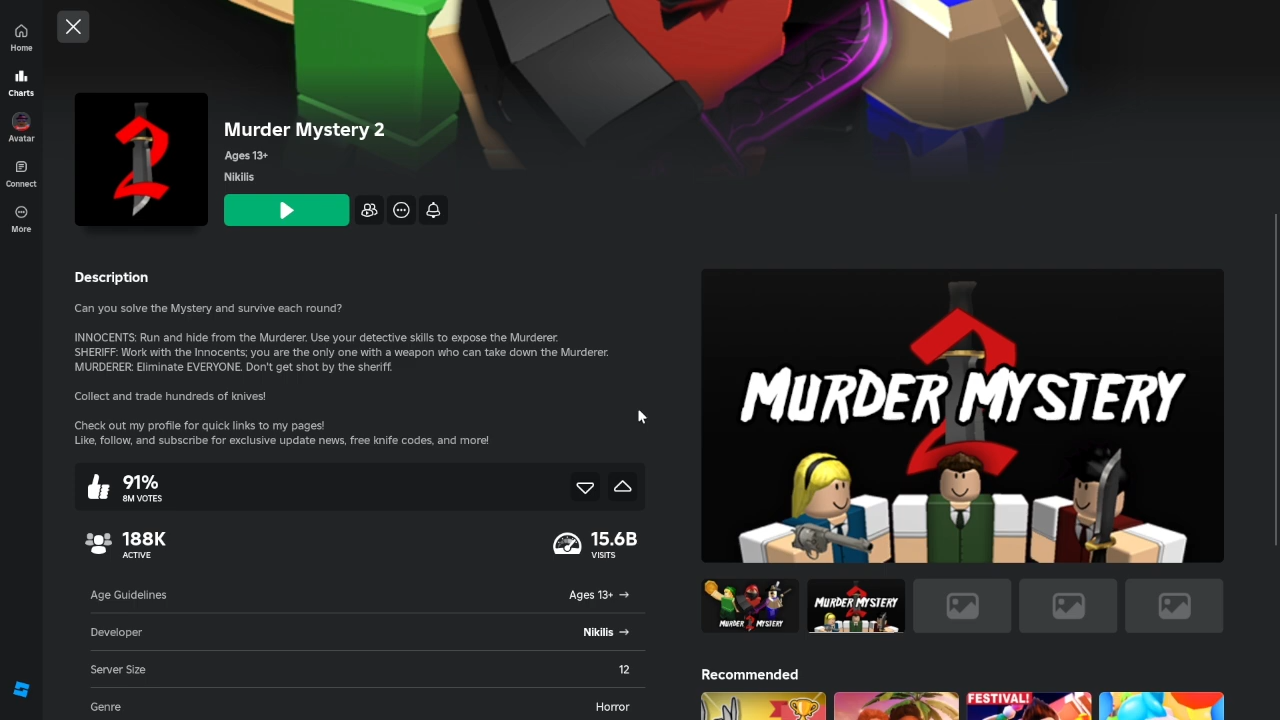 Home
Charts
Avatar
Connect
More
Murder Mystery 2
Ages 13+
Nikilis
Description
Can you solve the Mystery and survive each round?
INNOCENTS: Run and hide from the Murderer. Use your detective skills to expose the Murderer.
SHERIFF: Work with the Innocents; you are the only one with a weapon who can take down the Murderer.
MURDERER: Eliminate EVERYONE. Don't get shot by the sheriff.
Collect and trade hundreds of knives!
Check out my profile for quick links to my pages!
Like, follow, and subscribe for exclusive update news, free knife codes, and more!
91%
8M VOTES
188K
ACTIVE
15.6B
VISITS
Age Guidelines
Ages 13+ →
Developer
Nikilis →
Server Size
12
Genre
Horror
2
MURDER MYSTERY
2
MURDER 2 MYSTERY
MURDER MYSTERY
2
Recommended
FESTIVAL!